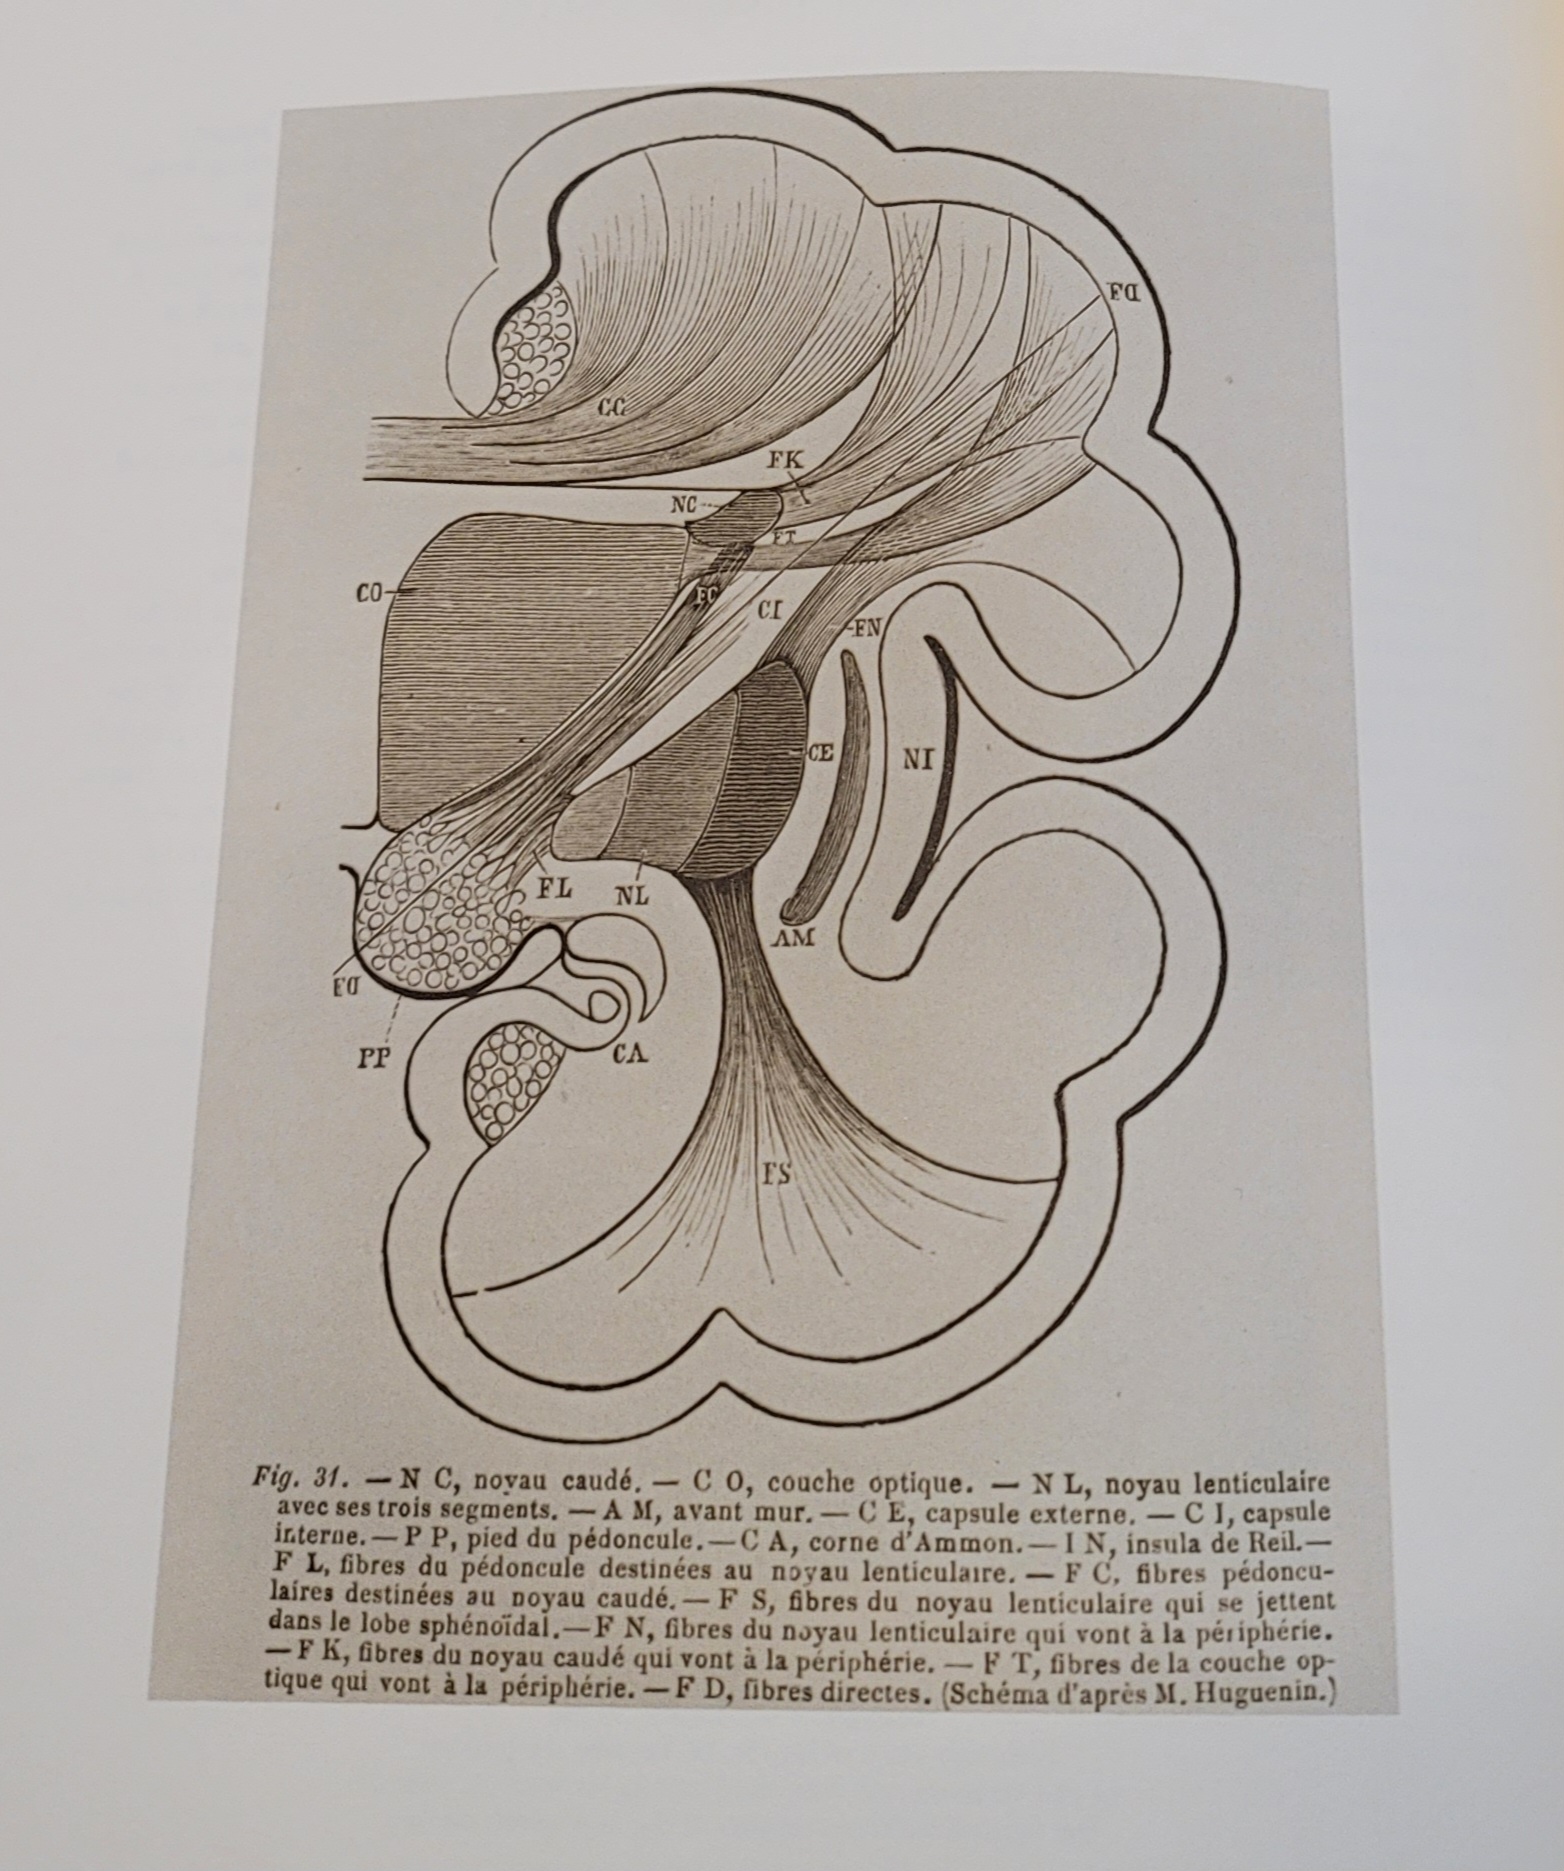 FD
CC
FK
NC
FT
CO
FC
CI
FN
CE
NI
FL
NL
AM
FD
PP
CA
FS
Fig. 31. — N C, noyau caudé. — C O, couche optique. — N L, noyau lenticulaire
avec ses trois segments. — A M, avant mur. — C E, capsule externe. — C I, capsule
interne. — P P, pied du pédoncule. — C A, corne d'Ammon. — I N, insula de Reil. —
F L, fibres du pédoncule destinées au noyau lenticulaire. — F C, fibres pédoncu-
laires destinées au noyau caudé. — F S, fibres du noyau lenticulaire qui se jettent
dans le lobe sphénoïdal. — F N, fibres du noyau lenticulaire qui vont à la périphérie.
— F K, fibres du noyau caudé qui vont à la périphérie. — F T, fibres de la couche op-
tique qui vont à la périphérie. — F D, fibres directes. (Schéma d'après M. Huguenin.)